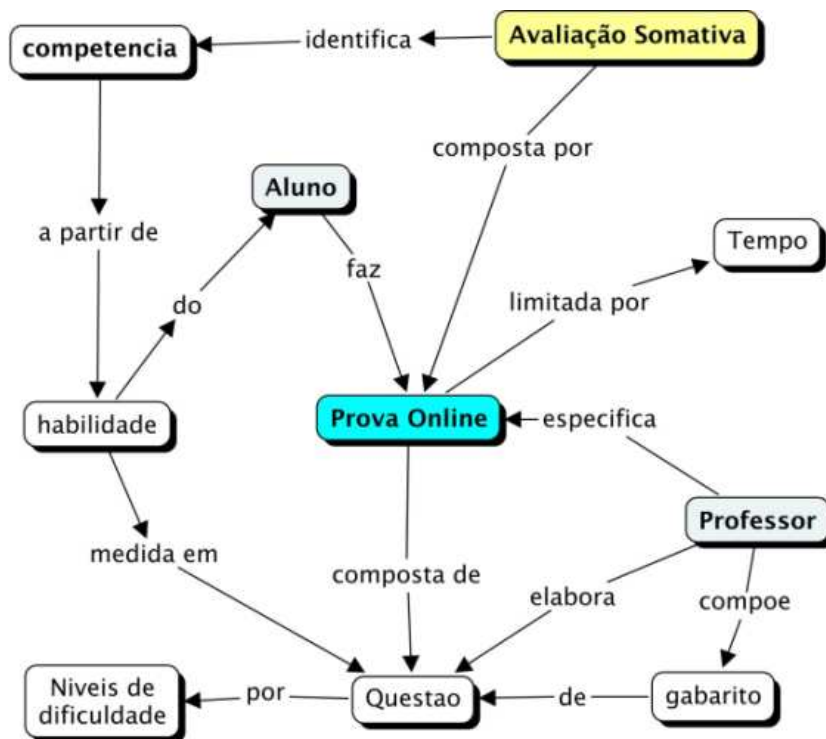 Avaliação Somativa
identifica
competencia
composta por
Aluno
a partir de
Tempo
faz
do
limitada por
habilidade
Prova Online
especifica
Professor
medida em
composta de
elabora
compoe
Niveis de
dificuldade
por
Questao
de
gabarito